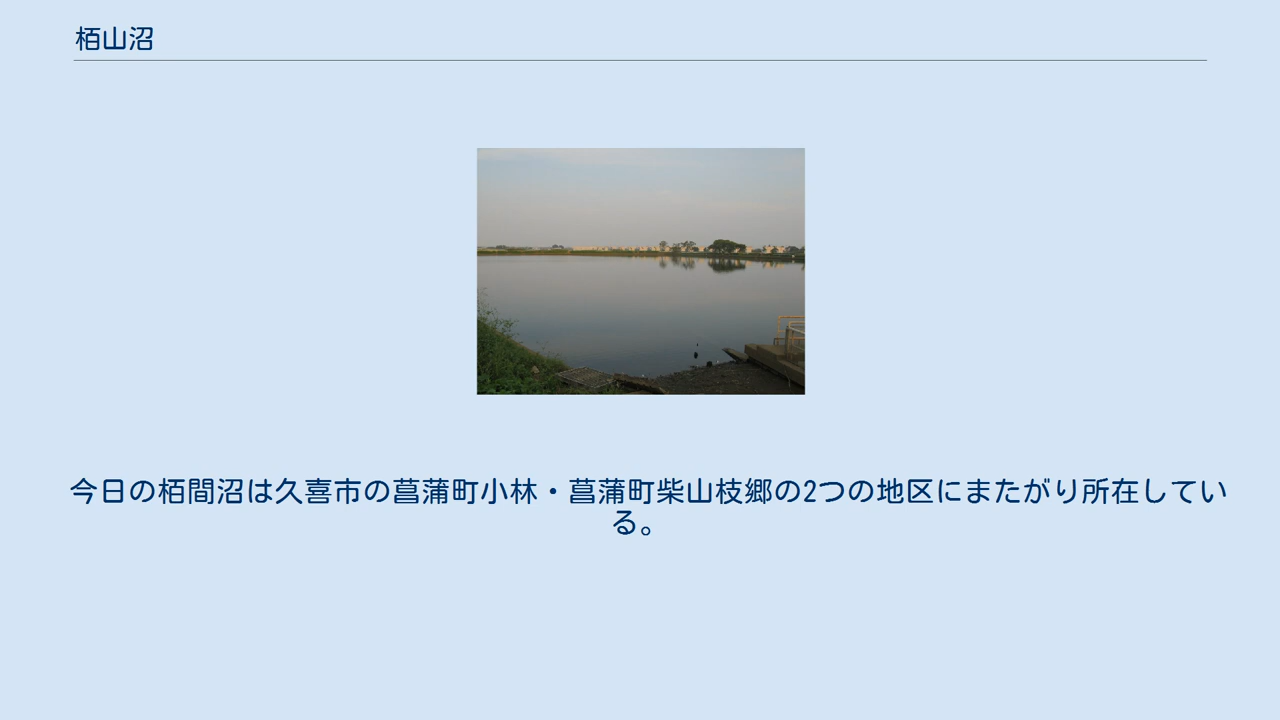 栢山沼
今日の栢間沼は久喜市の菖蒲町小林・菖蒲町柴山枝郷の2つの地区にまたがり所在してい
る。